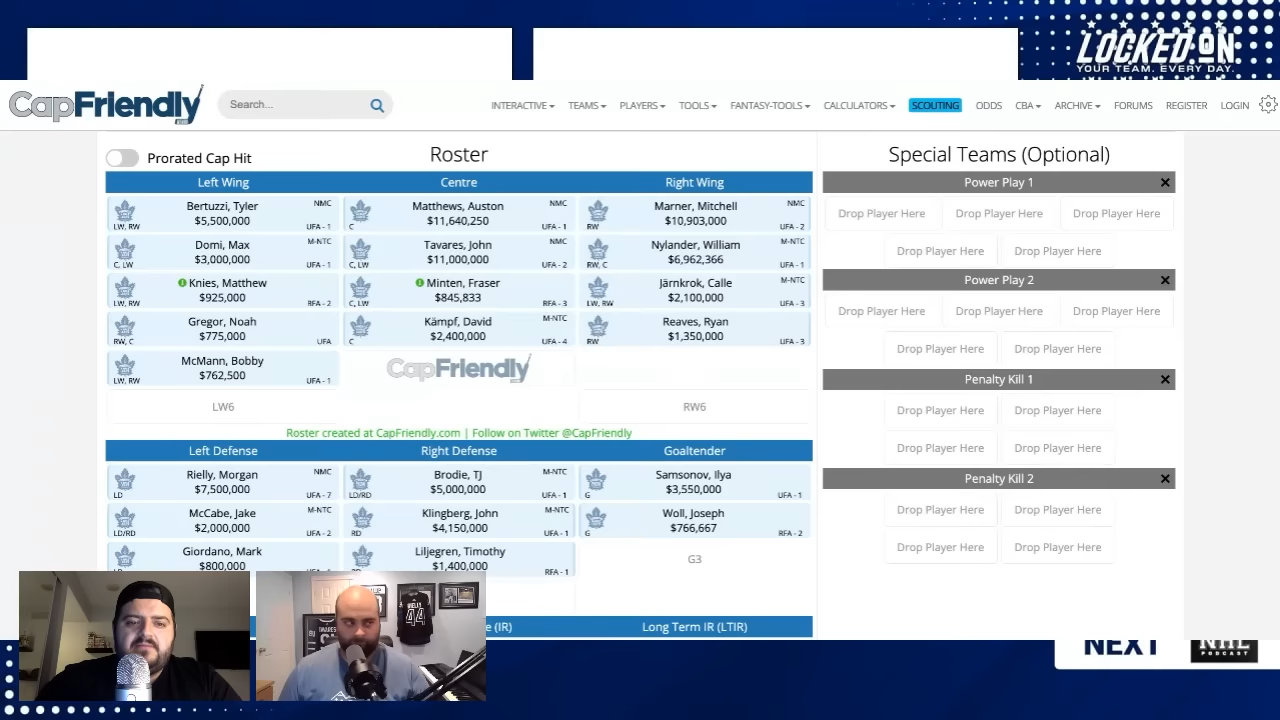 LOCKED ON
YOUR TEAM. EVERY DAY.
CapFriendly
Search...
INTERACTIVE TEAMS PLAYERS TOOLS FANTASY-TOOLS CALCULATORS SCOUTING ODDS CBA ARCHIVE FORUMS REGISTER LOGIN
Prorated Cap Hit
Roster
Special Teams (Optional)
Left Wing Centre Right Wing
Power Play 1
Bertuzzi, Tyler NMC
$5,500,000
LW, RW UFA - 1
Matthews, Auston NMC
$11,640,250
C UFA - 1
Marner, Mitchell NMC
$10,903,000
RW UFA - 2
Drop Player Here Drop Player Here Drop Player Here
Domi, Max M-NTC
$3,000,000
C, LW UFA - 1
Tavares, John NMC
$11,000,000
C, LW UFA - 2
Nylander, William M-NTC
$6,962,366
RW, C UFA - 1
Drop Player Here Drop Player Here
Power Play 2
Knies, Matthew
$925,000
LW, RW RFA - 2
Minten, Fraser
$845,833
C, LW RFA - 3
Järnkrok, Calle M-NTC
$2,100,000
LW, RW UFA - 3
Drop Player Here Drop Player Here Drop Player Here
Gregor, Noah
$775,000
RW, C UFA
Kämpf, David M-NTC
$2,400,000
C UFA - 4
Reaves, Ryan
$1,350,000
RW UFA - 3
Drop Player Here Drop Player Here
McMann, Bobby
$762,500
LW, RW UFA - 1
CapFriendly
Penalty Kill 1
LW6 RW6
Drop Player Here Drop Player Here
Roster created at CapFriendly.com | Follow on Twitter @CapFriendly
Left Defense Right Defense Goaltender
Drop Player Here Drop Player Here
Penalty Kill 2
Rielly, Morgan NMC
$7,500,000
LD UFA - 7
Brodie, TJ M-NTC
$5,000,000
LD/RD UFA - 1
Samsonov, Ilya
$3,550,000
G UFA - 1
McCabe, Jake M-NTC
$2,000,000
LD/RD UFA - 2
Klingberg, John M-NTC
$4,150,000
RD UFA - 1
Woll, Joseph
$766,667
G RFA - 2
Drop Player Here Drop Player Here
Giordano, Mark
$800,000
Liljegren, Timothy
$1,400,000
RFA - 1
G3
Drop Player Here Drop Player Here
(IR) Long Term IR (LTIR)
44
NEXT
NHL
PODCAST